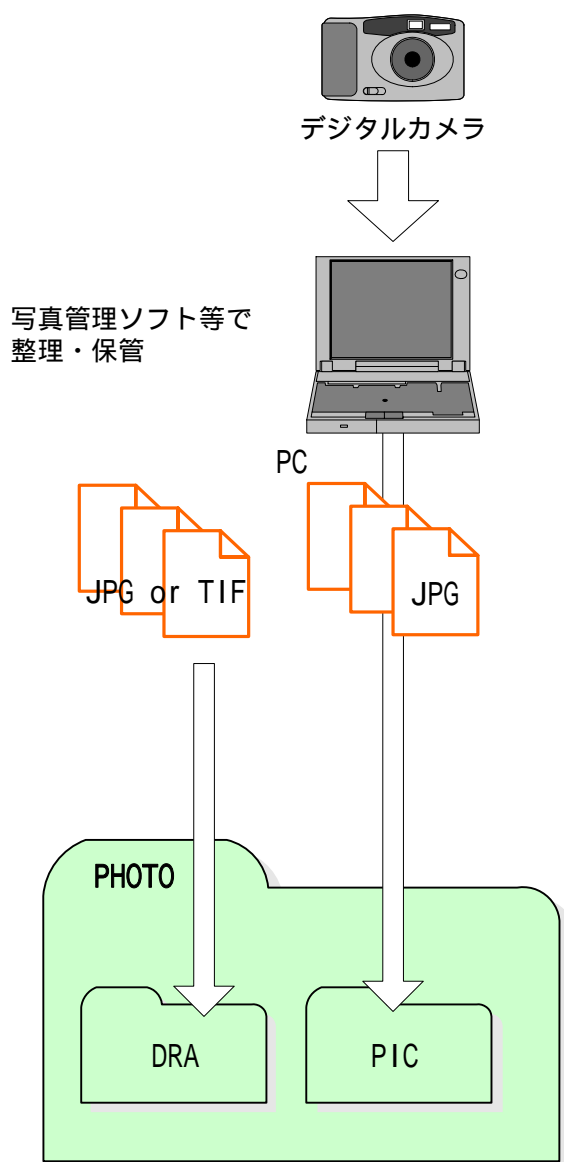 デジタルカメラ
写真管理ソフト等で
整理・保管
PC
JPG or TIF
JPG
PHOTO
DRA
PIC